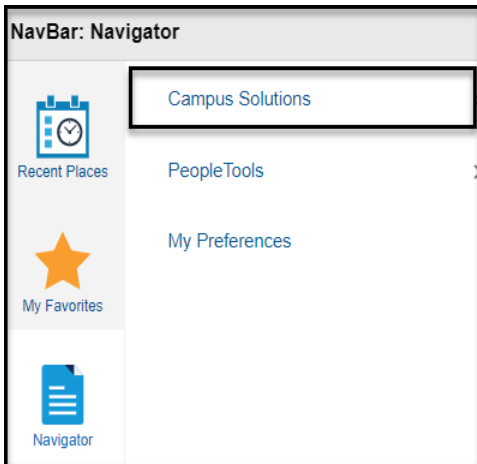 NavBar: Navigator
Recent Places
My Favorites
Navigator
Campus Solutions
PeopleTools
My Preferences